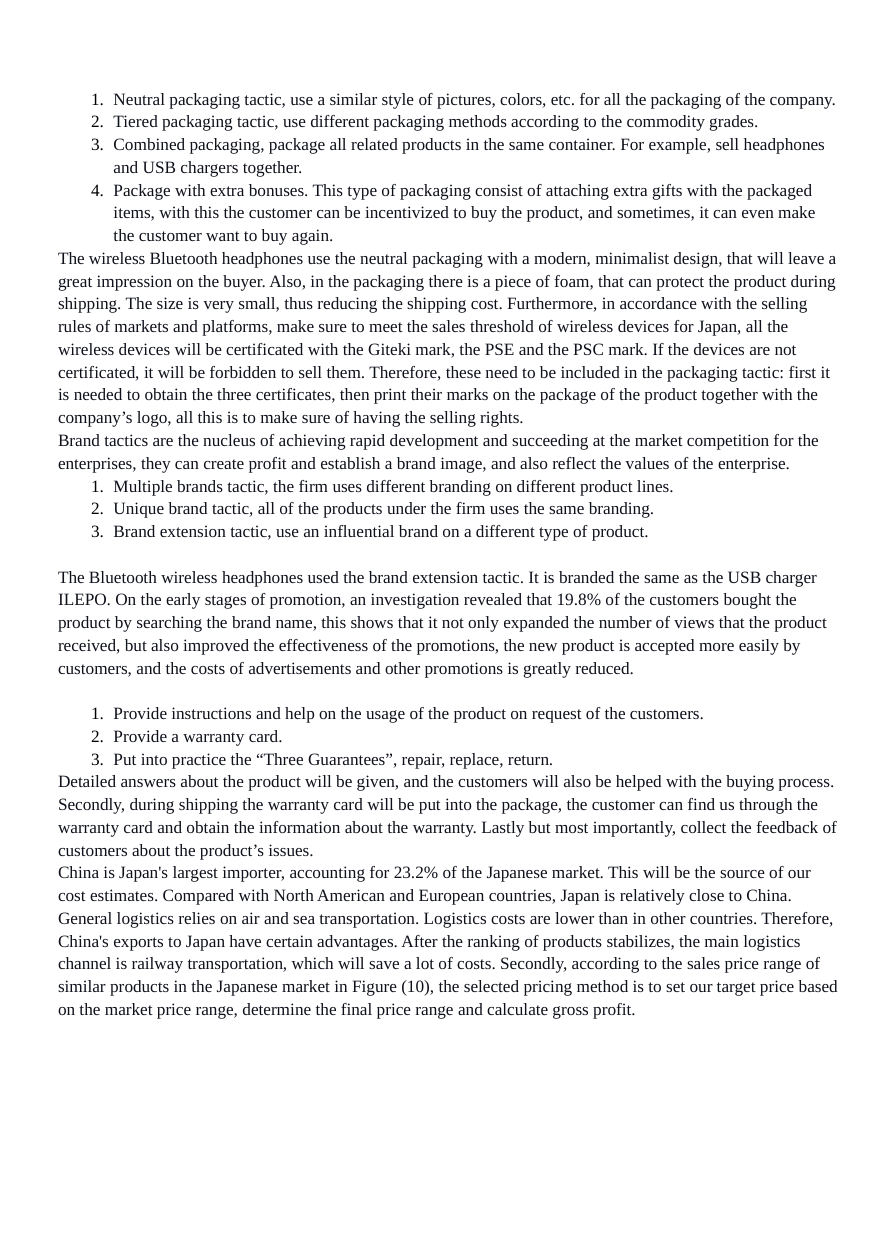 1. Neutral packaging tactic, use a similar style of pictures, colors, etc. for all the packaging of the company.
2. Tiered packaging tactic, use different packaging methods according to the commodity grades.
3. Combined packaging, package all related products in the same container. For example, sell headphones
and USB chargers together.
4. Package with extra bonuses. This type of packaging consist of attaching extra gifts with the packaged
items, with this the customer can be incentivized to buy the product, and sometimes, it can even make
the customer want to buy again.
The wireless Bluetooth headphones use the neutral packaging with a modern, minimalist design, that will leave a
great impression on the buyer. Also, in the packaging there is a piece of foam, that can protect the product during
shipping. The size is very small, thus reducing the shipping cost. Furthermore, in accordance with the selling
rules of markets and platforms, make sure to meet the sales threshold of wireless devices for Japan, all the
wireless devices will be certificated with the Giteki mark, the PSE and the PSC mark. If the devices are not
certificated, it will be forbidden to sell them. Therefore, these need to be included in the packaging tactic: first it
is needed to obtain the three certificates, then print their marks on the package of the product together with the
company’s logo, all this is to make sure of having the selling rights.
Brand tactics are the nucleus of achieving rapid development and succeeding at the market competition for the
enterprises, they can create profit and establish a brand image, and also reflect the values of the enterprise.
1. Multiple brands tactic, the firm uses different branding on different product lines.
2. Unique brand tactic, all of the products under the firm uses the same branding.
3. Brand extension tactic, use an influential brand on a different type of product.
The Bluetooth wireless headphones used the brand extension tactic. It is branded the same as the USB charger
ILEPO. On the early stages of promotion, an investigation revealed that 19.8% of the customers bought the
product by searching the brand name, this shows that it not only expanded the number of views that the product
received, but also improved the effectiveness of the promotions, the new product is accepted more easily by
customers, and the costs of advertisements and other promotions is greatly reduced.
1. Provide instructions and help on the usage of the product on request of the customers.
2. Provide a warranty card.
3. Put into practice the “Three Guarantees”, repair, replace, return.
Detailed answers about the product will be given, and the customers will also be helped with the buying process.
Secondly, during shipping the warranty card will be put into the package, the customer can find us through the
warranty card and obtain the information about the warranty. Lastly but most importantly, collect the feedback of
customers about the product’s issues.
China is Japan's largest importer, accounting for 23.2% of the Japanese market. This will be the source of our
cost estimates. Compared with North American and European countries, Japan is relatively close to China.
General logistics relies on air and sea transportation. Logistics costs are lower than in other countries. Therefore,
China's exports to Japan have certain advantages. After the ranking of products stabilizes, the main logistics
channel is railway transportation, which will save a lot of costs. Secondly, according to the sales price range of
similar products in the Japanese market in Figure (10), the selected pricing method is to set our target price based
on the market price range, determine the final price range and calculate gross profit.